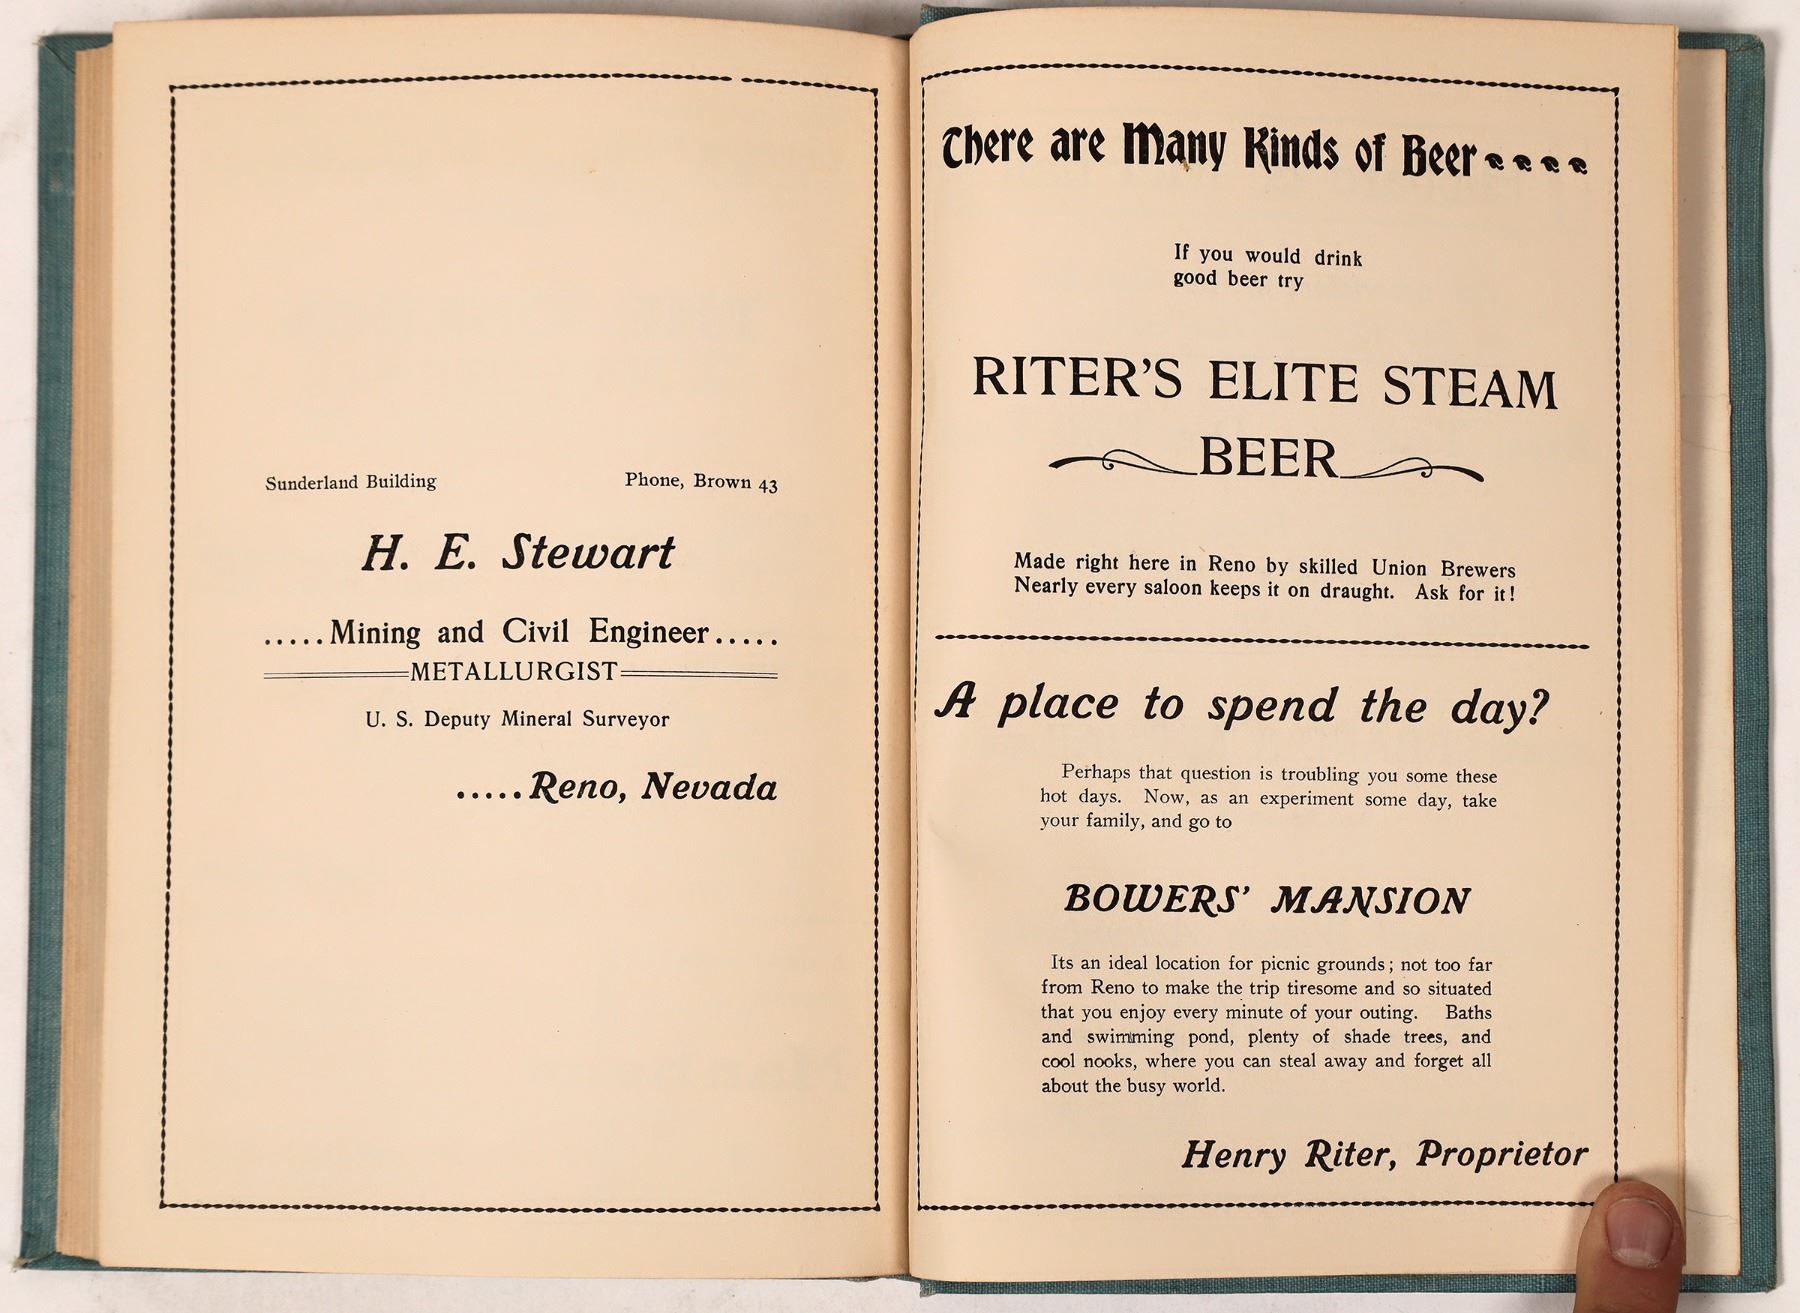 Sunderland Building Phone, Brown 43
H. E. Stewart
.....Mining and Civil Engineer.....
METALLURGIST
U. S. Deputy Mineral Surveyor
.....Reno, Nevada
There are Many Kinds of Beer
If you would drink
good beer try
RITER'S ELITE STEAM
BEER
Made right here in Reno by skilled Union Brewers
Nearly every saloon keeps it on draught. Ask for it!
A place to spend the day?
Perhaps that question is troubling you some these
hot days. Now, as an experiment some day, take
your family, and go to
BOWERS' MANSION
Its an ideal location for picnic grounds; not too far
from Reno to make the trip tiresome and so situated
that you enjoy every minute of your outing. Baths
and swimming pond, plenty of shade trees, and
cool nooks, where you can steal away and forget all
about the busy world.
Henry Riter, Proprietor